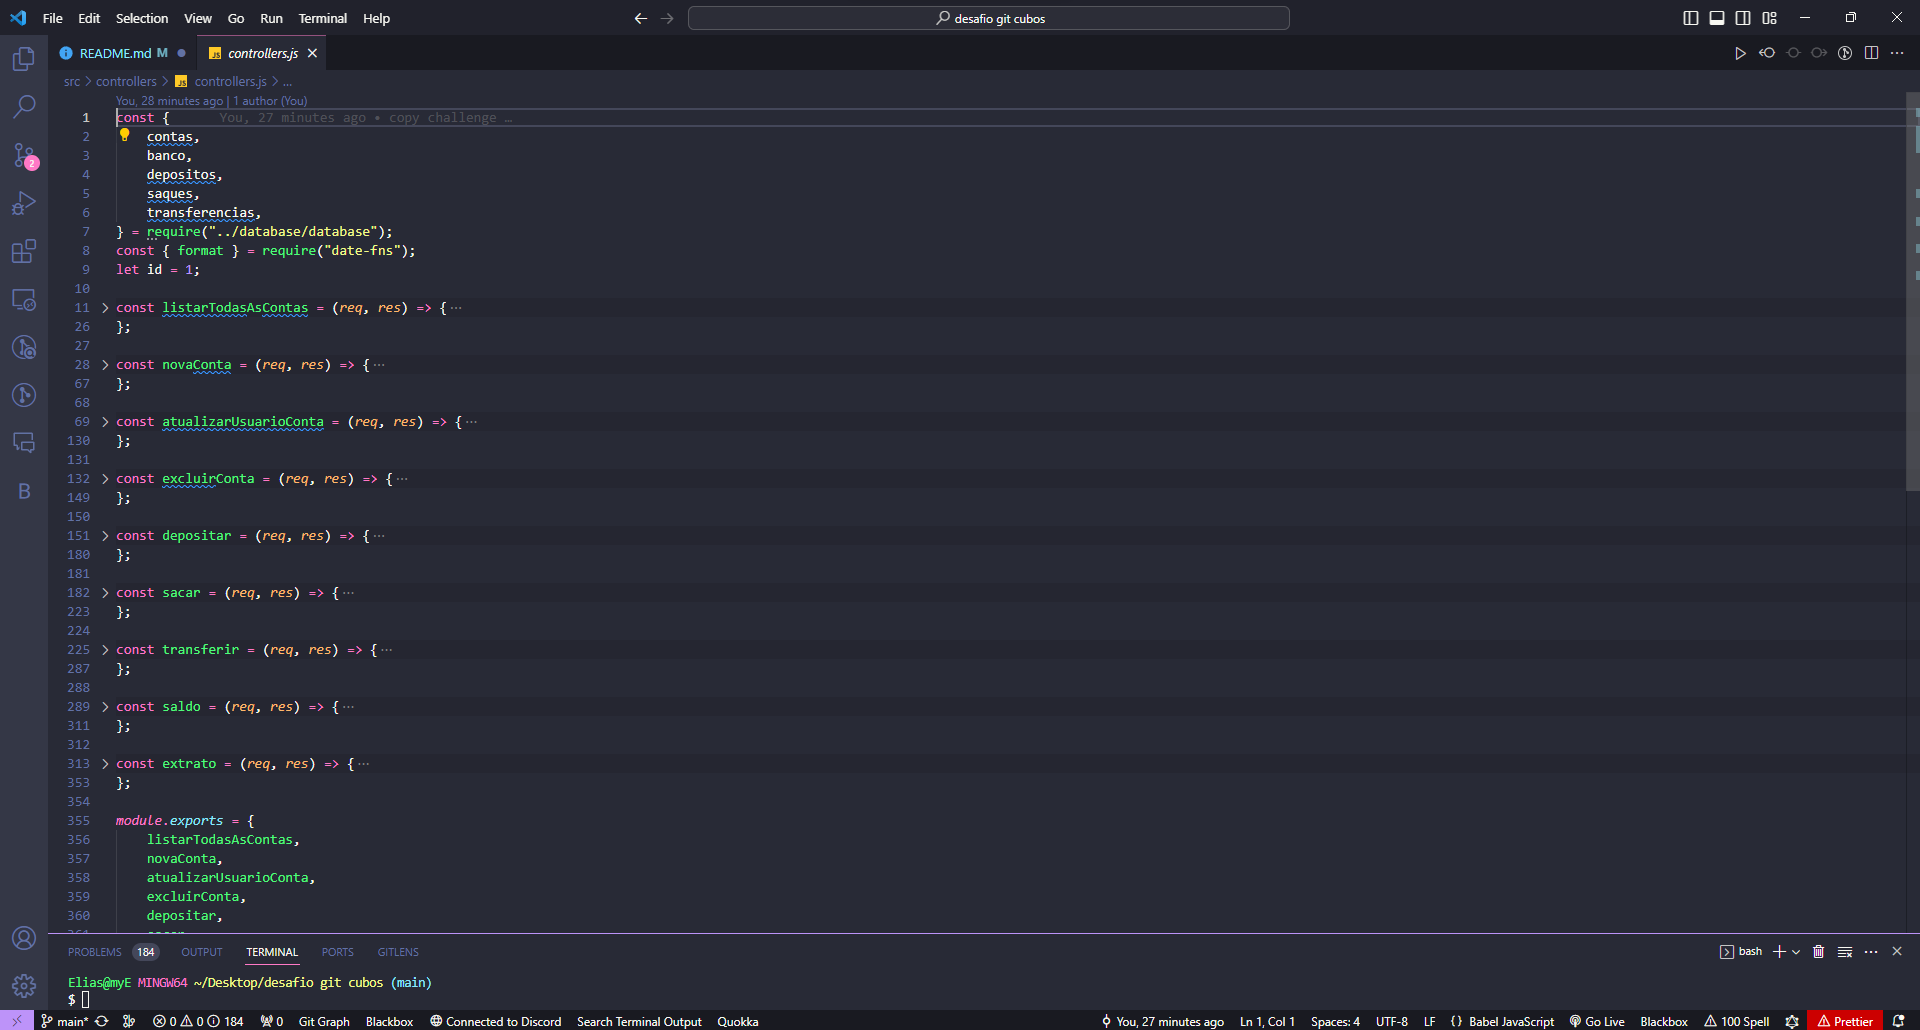 File Edit Selection View Go Run Terminal Help
desafio git cubos
README.md M
JS controllers.js
src > controllers > JS controllers.js > ...
You, 28 minutes ago | 1 author (You)
1 const { You, 27 minutes ago • copy challenge …
2 contas,
3 banco,
4 depositos,
5 saques,
6 transferencias,
7 } = require("../database/database");
8 const { format } = require("date-fns");
9 let id = 1;
10
11 const listarTodasAsContas = (req, res) => { ···
26 };
27
28 const novaConta = (req, res) => { ···
67 };
68
69 const atualizarUsuarioConta = (req, res) => { ···
130 };
131
132 const excluirConta = (req, res) => { ···
149 };
150
151 const depositar = (req, res) => { ···
180 };
181
182 const sacar = (req, res) => { ···
223 };
224
225 const transferir = (req, res) => { ···
287 };
288
289 const saldo = (req, res) => { ···
311 };
312
313 const extrato = (req, res) => { ···
353 };
354
355 module.exports = {
356 listarTodasAsContas,
357 novaConta,
358 atualizarUsuarioConta,
359 excluirConta,
360 depositar,
2
B
PROBLEMS 184 OUTPUT TERMINAL PORTS GITLENS
bash
Elias@myE MINGW64 ~/Desktop/desafio git cubos (main)
$
main* 0 0 184 0 Git Graph Blackbox Connected to Discord Search Terminal Output Quokka You, 27 minutes ago Ln 1, Col 1 Spaces: 4 UTF-8 LF {} Babel JavaScript Go Live Blackbox 100 Spell Prettier